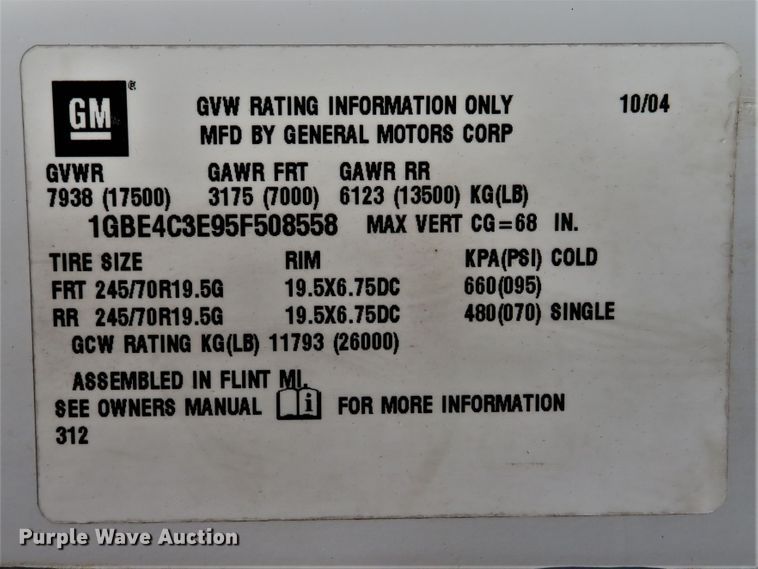 GM
GVW RATING INFORMATION ONLY 10/04
MFD BY GENERAL MOTORS CORP
GVWR GAWR FRT GAWR RR
7938 (17500) 3175 (7000) 6123 (13500) KG(LB)
1GBE4C3E95F508558 MAX VERT CG=68 IN.
TIRE SIZE RIM KPA(PSI) COLD
FRT 245/70R19.5G 19.5X6.75DC 660(095)
RR 245/70R19.5G 19.5X6.75DC 480(070) SINGLE
GCW RATING KG(LB) 11793 (26000)
ASSEMBLED IN FLINT MI.
SEE OWNERS MANUAL i FOR MORE INFORMATION
312
Purple Wave Auction